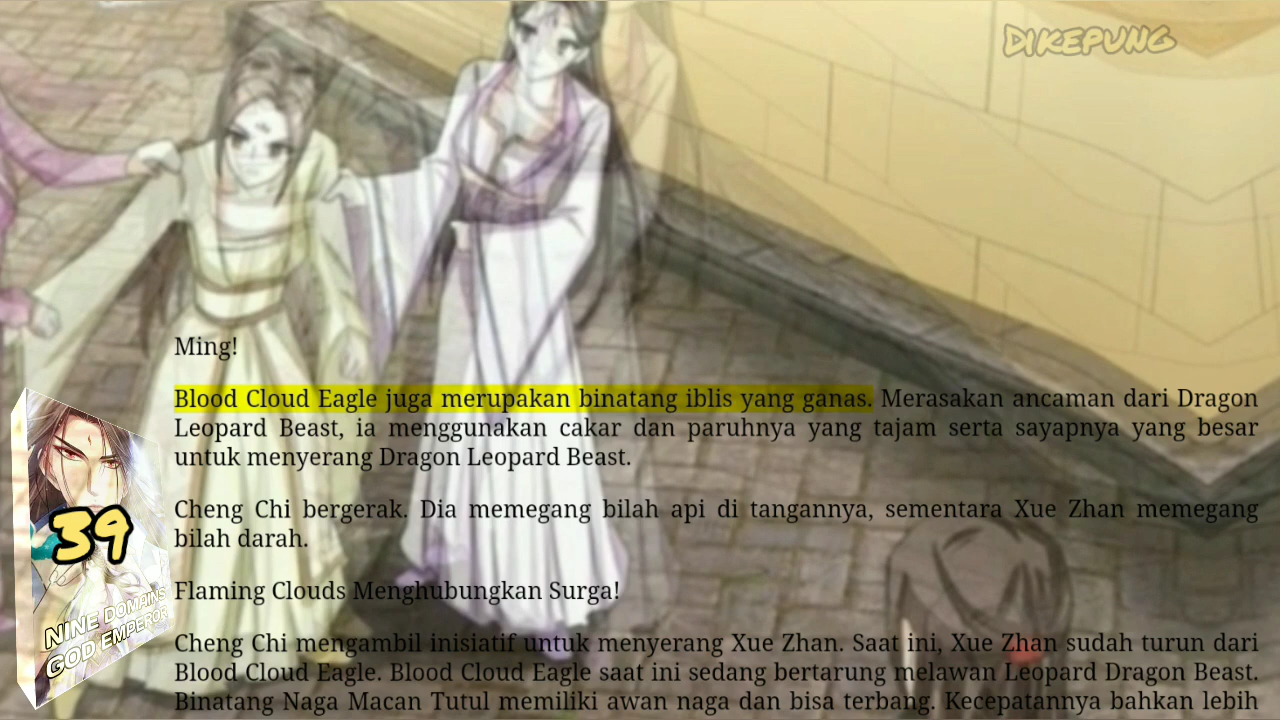 DIKEPUNG
Ming!
Blood Cloud Eagle juga merupakan binatang iblis yang ganas. Merasakan ancaman dari Dragon
Leopard Beast, ia menggunakan cakar dan paruhnya yang tajam serta sayapnya yang besar
untuk menyerang Dragon Leopard Beast.
Cheng Chi bergerak. Dia memegang bilah api di tangannya, sementara Xue Zhan memegang
bilah darah.
Flaming Clouds Menghubungkan Surga!
Cheng Chi mengambil inisiatif untuk menyerang Xue Zhan. Saat ini, Xue Zhan sudah turun dari
Blood Cloud Eagle. Blood Cloud Eagle saat ini sedang bertarung melawan Leopard Dragon Beast.
Binatang Naga Macan Tutul memiliki awan naga dan bisa terbang. Kecepatannya bahkan lebih
39
NINE DOMAINS
GOD EMPEROR